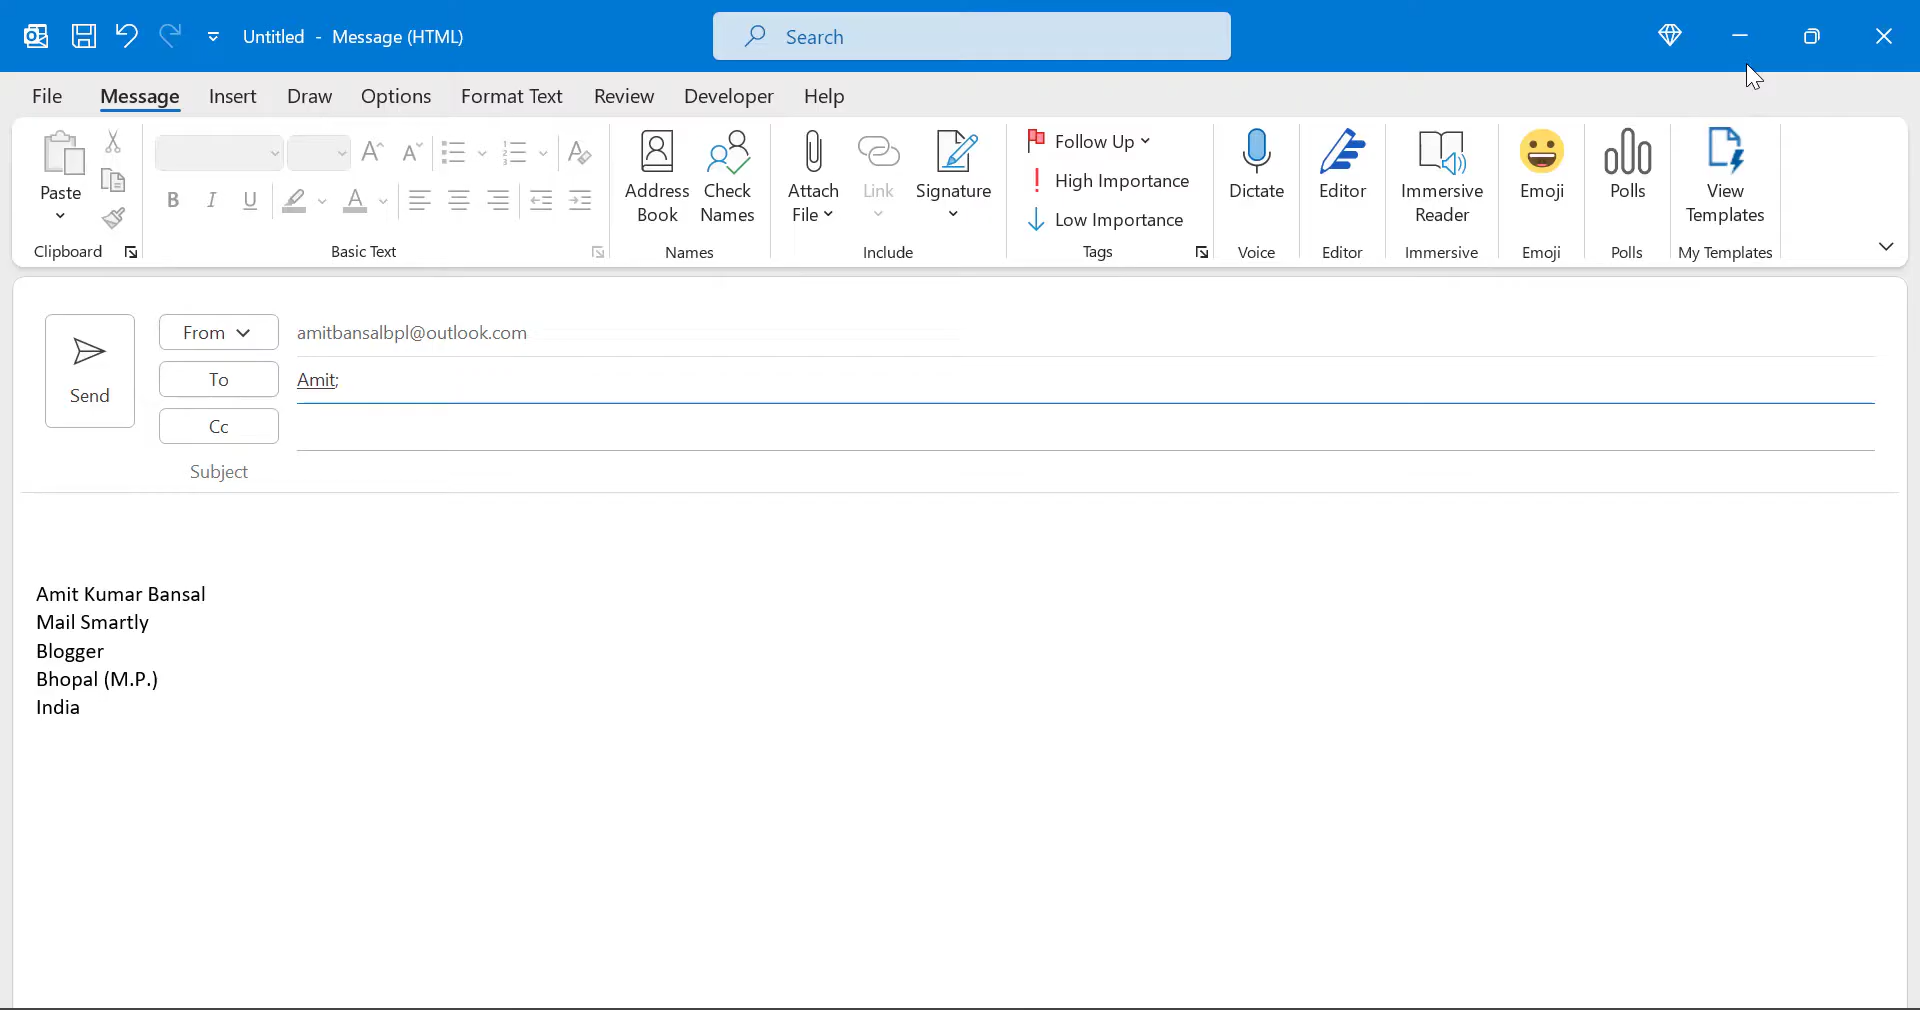 Untitled - Message (HTML)
Search
File Message Insert Draw Options Format Text Review Developer Help
Paste
Clipboard
B I U A
Basic Text
Address Book
Check Names
Names
Attach File
Link
Signature
Include
Follow Up
High Importance
Low Importance
Tags
Dictate
Voice
Editor
Editor
Immersive Reader
Immersive
Emoji
Emoji
Polls
Polls
View Templates
My Templates
Send
From amitbansalbpl@outlook.com
To Amit;
Cc
Subject
Amit Kumar Bansal
Mail Smartly
Blogger
Bhopal (M.P.)
India